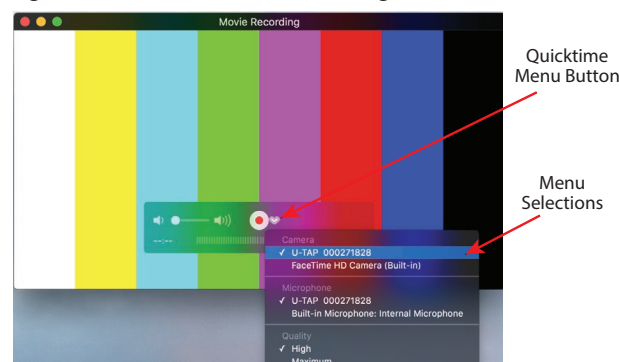 Movie Recording
Quicktime
Menu Button
Menu
Selections
--:--
Camera
✓ U-TAP 000271828
FaceTime HD Camera (Built-in)
Microphone
✓ U-TAP 000271828
Built-in Microphone: Internal Microphone
Quality
✓ High
Maximum